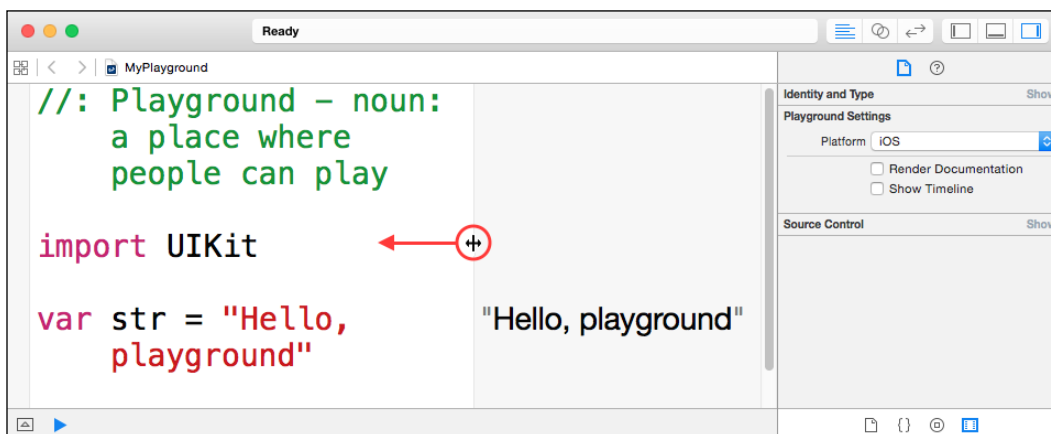 Ready
MyPlayground
//: Playground – noun:
a place where
people can play
import UIKit
var str = "Hello,
playground"
"Hello, playground"
Identity and Type Show
Playground Settings
Platform iOS
Render Documentation
Show Timeline
Source Control Show
{}